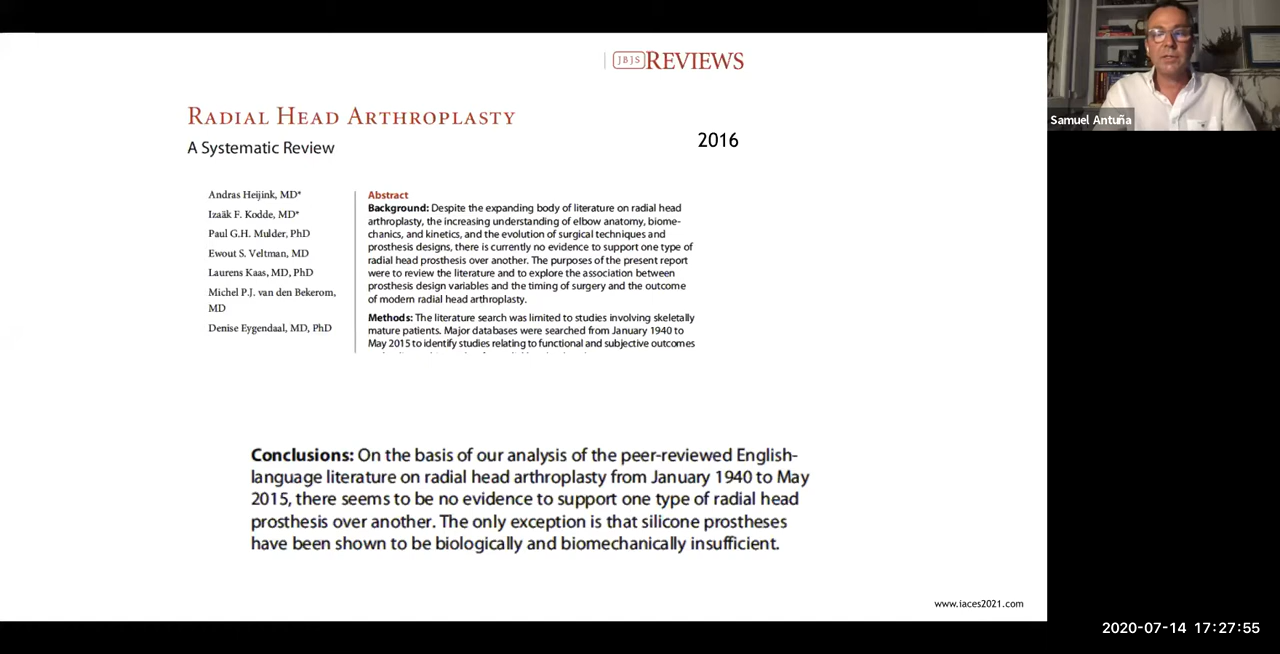 JBJS REVIEWS
RADIAL HEAD ARTHROPLASTY
A Systematic Review
2016
Andras Heijink, MD*
Izaäk F. Kodde, MD*
Paul G.H. Mulder, PhD
Ewout S. Veltman, MD
Laurens Kaas, MD, PhD
Michel P.J. van den Bekerom,
MD
Denise Eygendaal, MD, PhD
Abstract
Background: Despite the expanding body of literature on radial head
arthroplasty, the increasing understanding of elbow anatomy, biome-
chanics, and kinetics, and the evolution of surgical techniques and
prosthesis designs, there is currently no evidence to support one type of
radial head prosthesis over another. The purposes of the present report
were to review the literature and to explore the association between
prosthesis design variables and the timing of surgery and the outcome
of modern radial head arthroplasty.
Methods: The literature search was limited to studies involving skeletally
mature patients. Major databases were searched from January 1940 to
May 2015 to identify studies relating to functional and subjective outcomes
Conclusions: On the basis of our analysis of the peer-reviewed English-
language literature on radial head arthroplasty from January 1940 to May
2015, there seems to be no evidence to support one type of radial head
prosthesis over another. The only exception is that silicone prostheses
have been shown to be biologically and biomechanically insufficient.
www.iaces2021.com
Samuel Antuña
2020-07-14 17:27:55